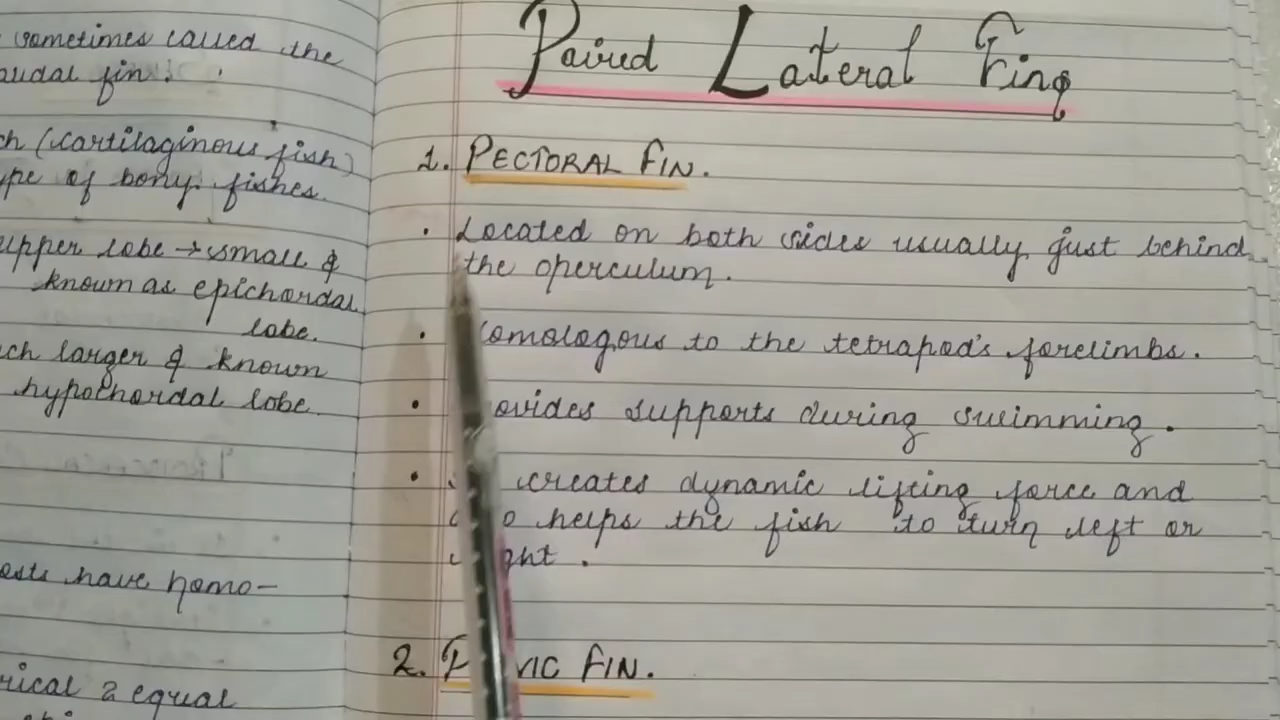 sometimes called the
fin.
(cartilaginous fish)
of bony fishes.
upper lobe → small &
known as epichordal
lobe.
larger & known
hypochordal lobe
have homo-
& equal
Paired Lateral Fins
1. PECTORAL FIN.
• Located on both sides usually just behind
the operculum.
• omologous to the tetrapod's forelimbs.
• ovides supports during swimming.
• creates dynamic lifting force and
o helps the fish to turn left or
ght.
2. P VIC FIN.